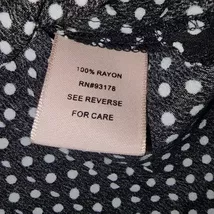 100% RAYON
RN#93178
SEE REVERSE
FOR CARE